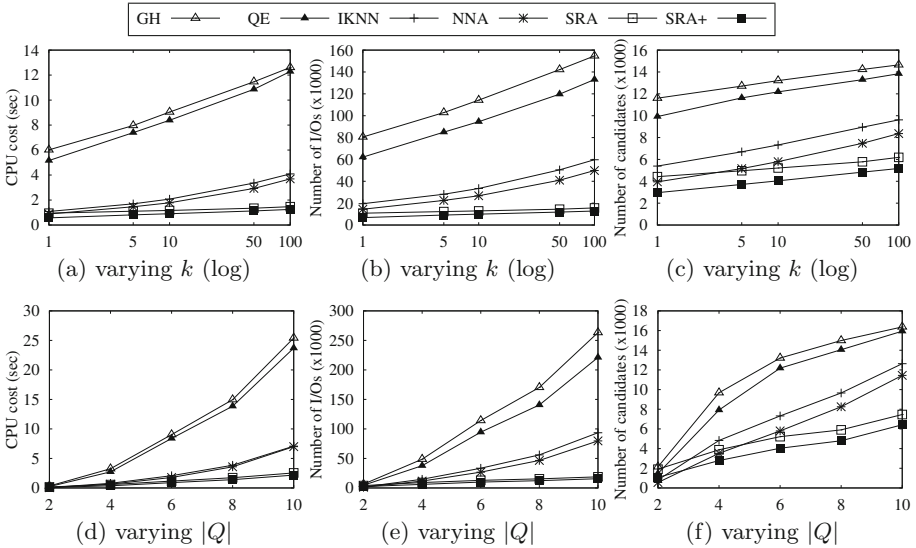 GH QE IKNN NNA SRA SRA+
CPU cost (sec)
14
12
10
8
6
4
2
0
1 5 10 50 100
(a) varying k (log)
Number of I/Os (x1000)
160
140
120
100
80
60
40
20
0
1 5 10 50 100
(b) varying k (log)
Number of candidates (x1000)
16
14
12
10
8
6
4
2
0
1 5 10 50 100
(c) varying k (log)
CPU cost (sec)
30
25
20
15
10
5
0
2 4 6 8 10
(d) varying |Q|
Number of I/Os (x1000)
300
250
200
150
100
50
0
2 4 6 8 10
(e) varying |Q|
Number of candidates (x1000)
18
16
14
12
10
8
6
4
2
0
2 4 6 8 10
(f) varying |Q|